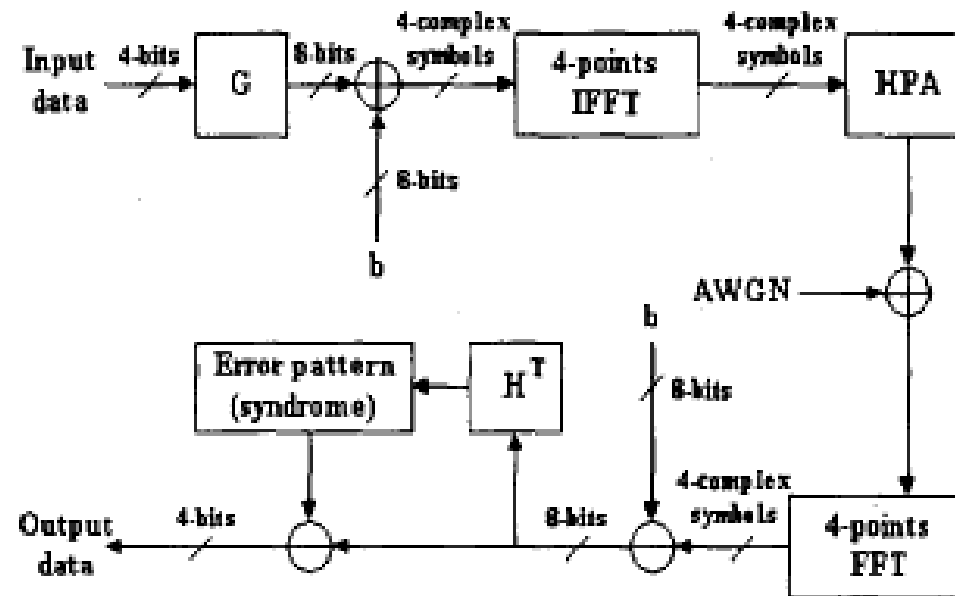 Input
data
4-bits
G
8-bits
4-complex
symbols
4-points
IFFT
4-complex
symbols
HPA
8-bits
b
AWGN
b
Error pattern
(syndrome)
H^T
8-bits
4-complex
symbols
Output
data
4-bits
8-bits
4-points
FFT